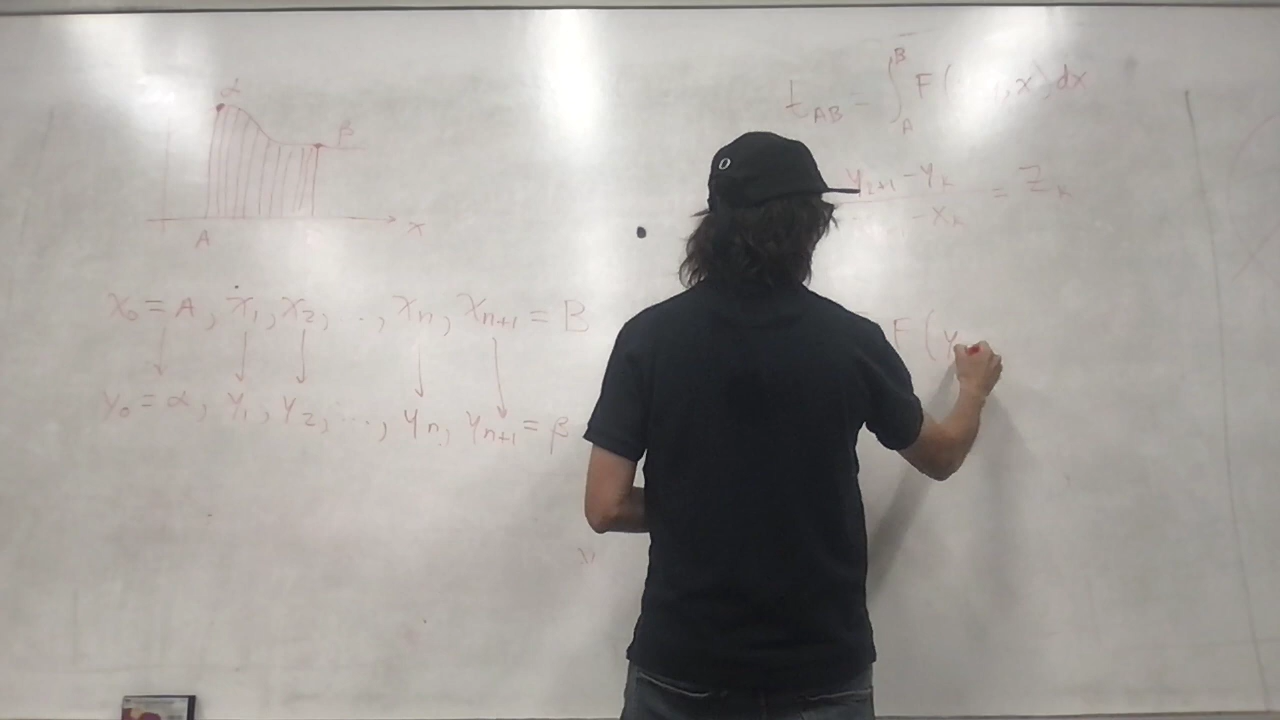 α
β
x
A
x₀ = A, x₁, x₂, ..., xₙ, xₙ₊₁ = B
y₀ = α, y₁, y₂, ..., yₙ, yₙ₊₁ = β
t_AB = ∫_A^B F( , x) dx
y_{k+1} - y_k = z_k
- x_k
F(y